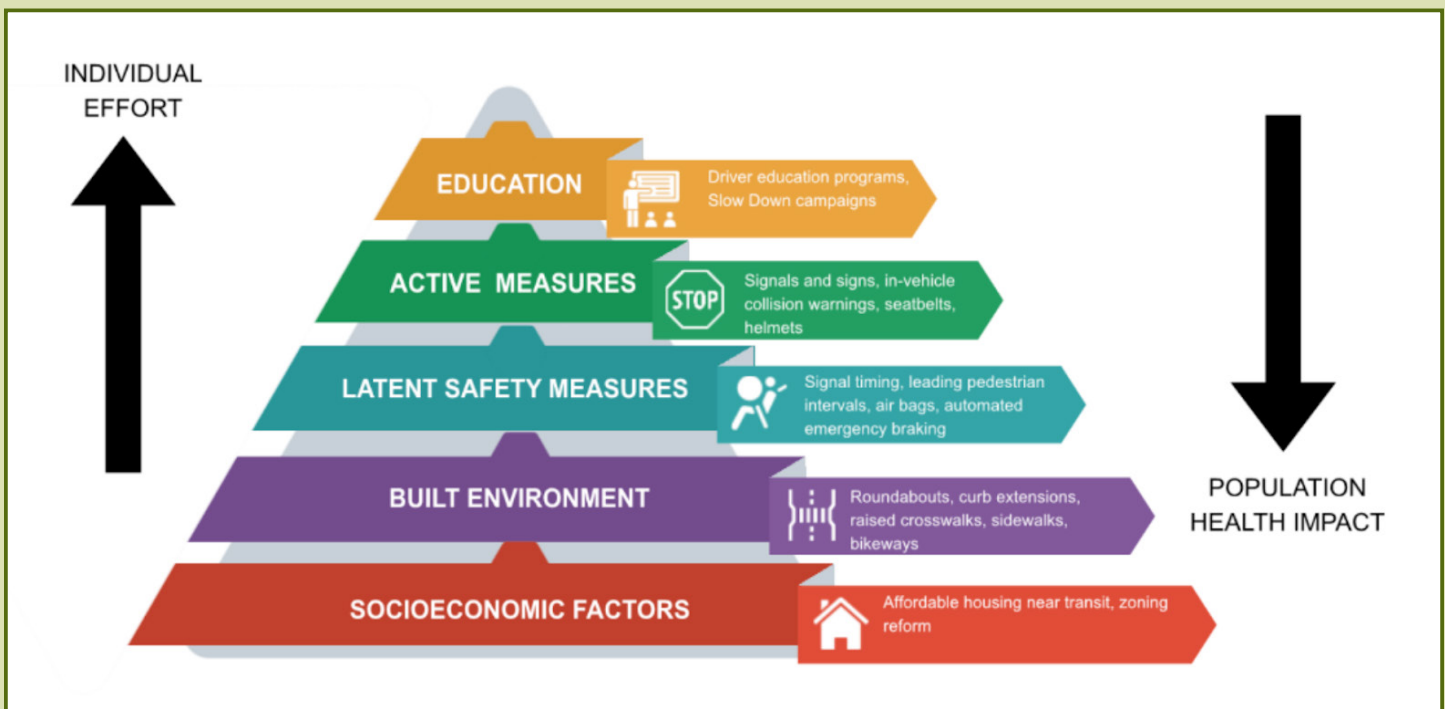 INDIVIDUAL
EFFORT
EDUCATION
Driver education programs,
Slow Down campaigns
ACTIVE MEASURES
STOP
Signals and signs, in-vehicle
collision warnings, seatbelts,
helmets
LATENT SAFETY MEASURES
Signal timing, leading pedestrian
intervals, air bags, automated
emergency braking
BUILT ENVIRONMENT
Roundabouts, curb extensions,
raised crosswalks, sidewalks,
bikeways
SOCIOECONOMIC FACTORS
Affordable housing near transit, zoning
reform
POPULATION
HEALTH IMPACT